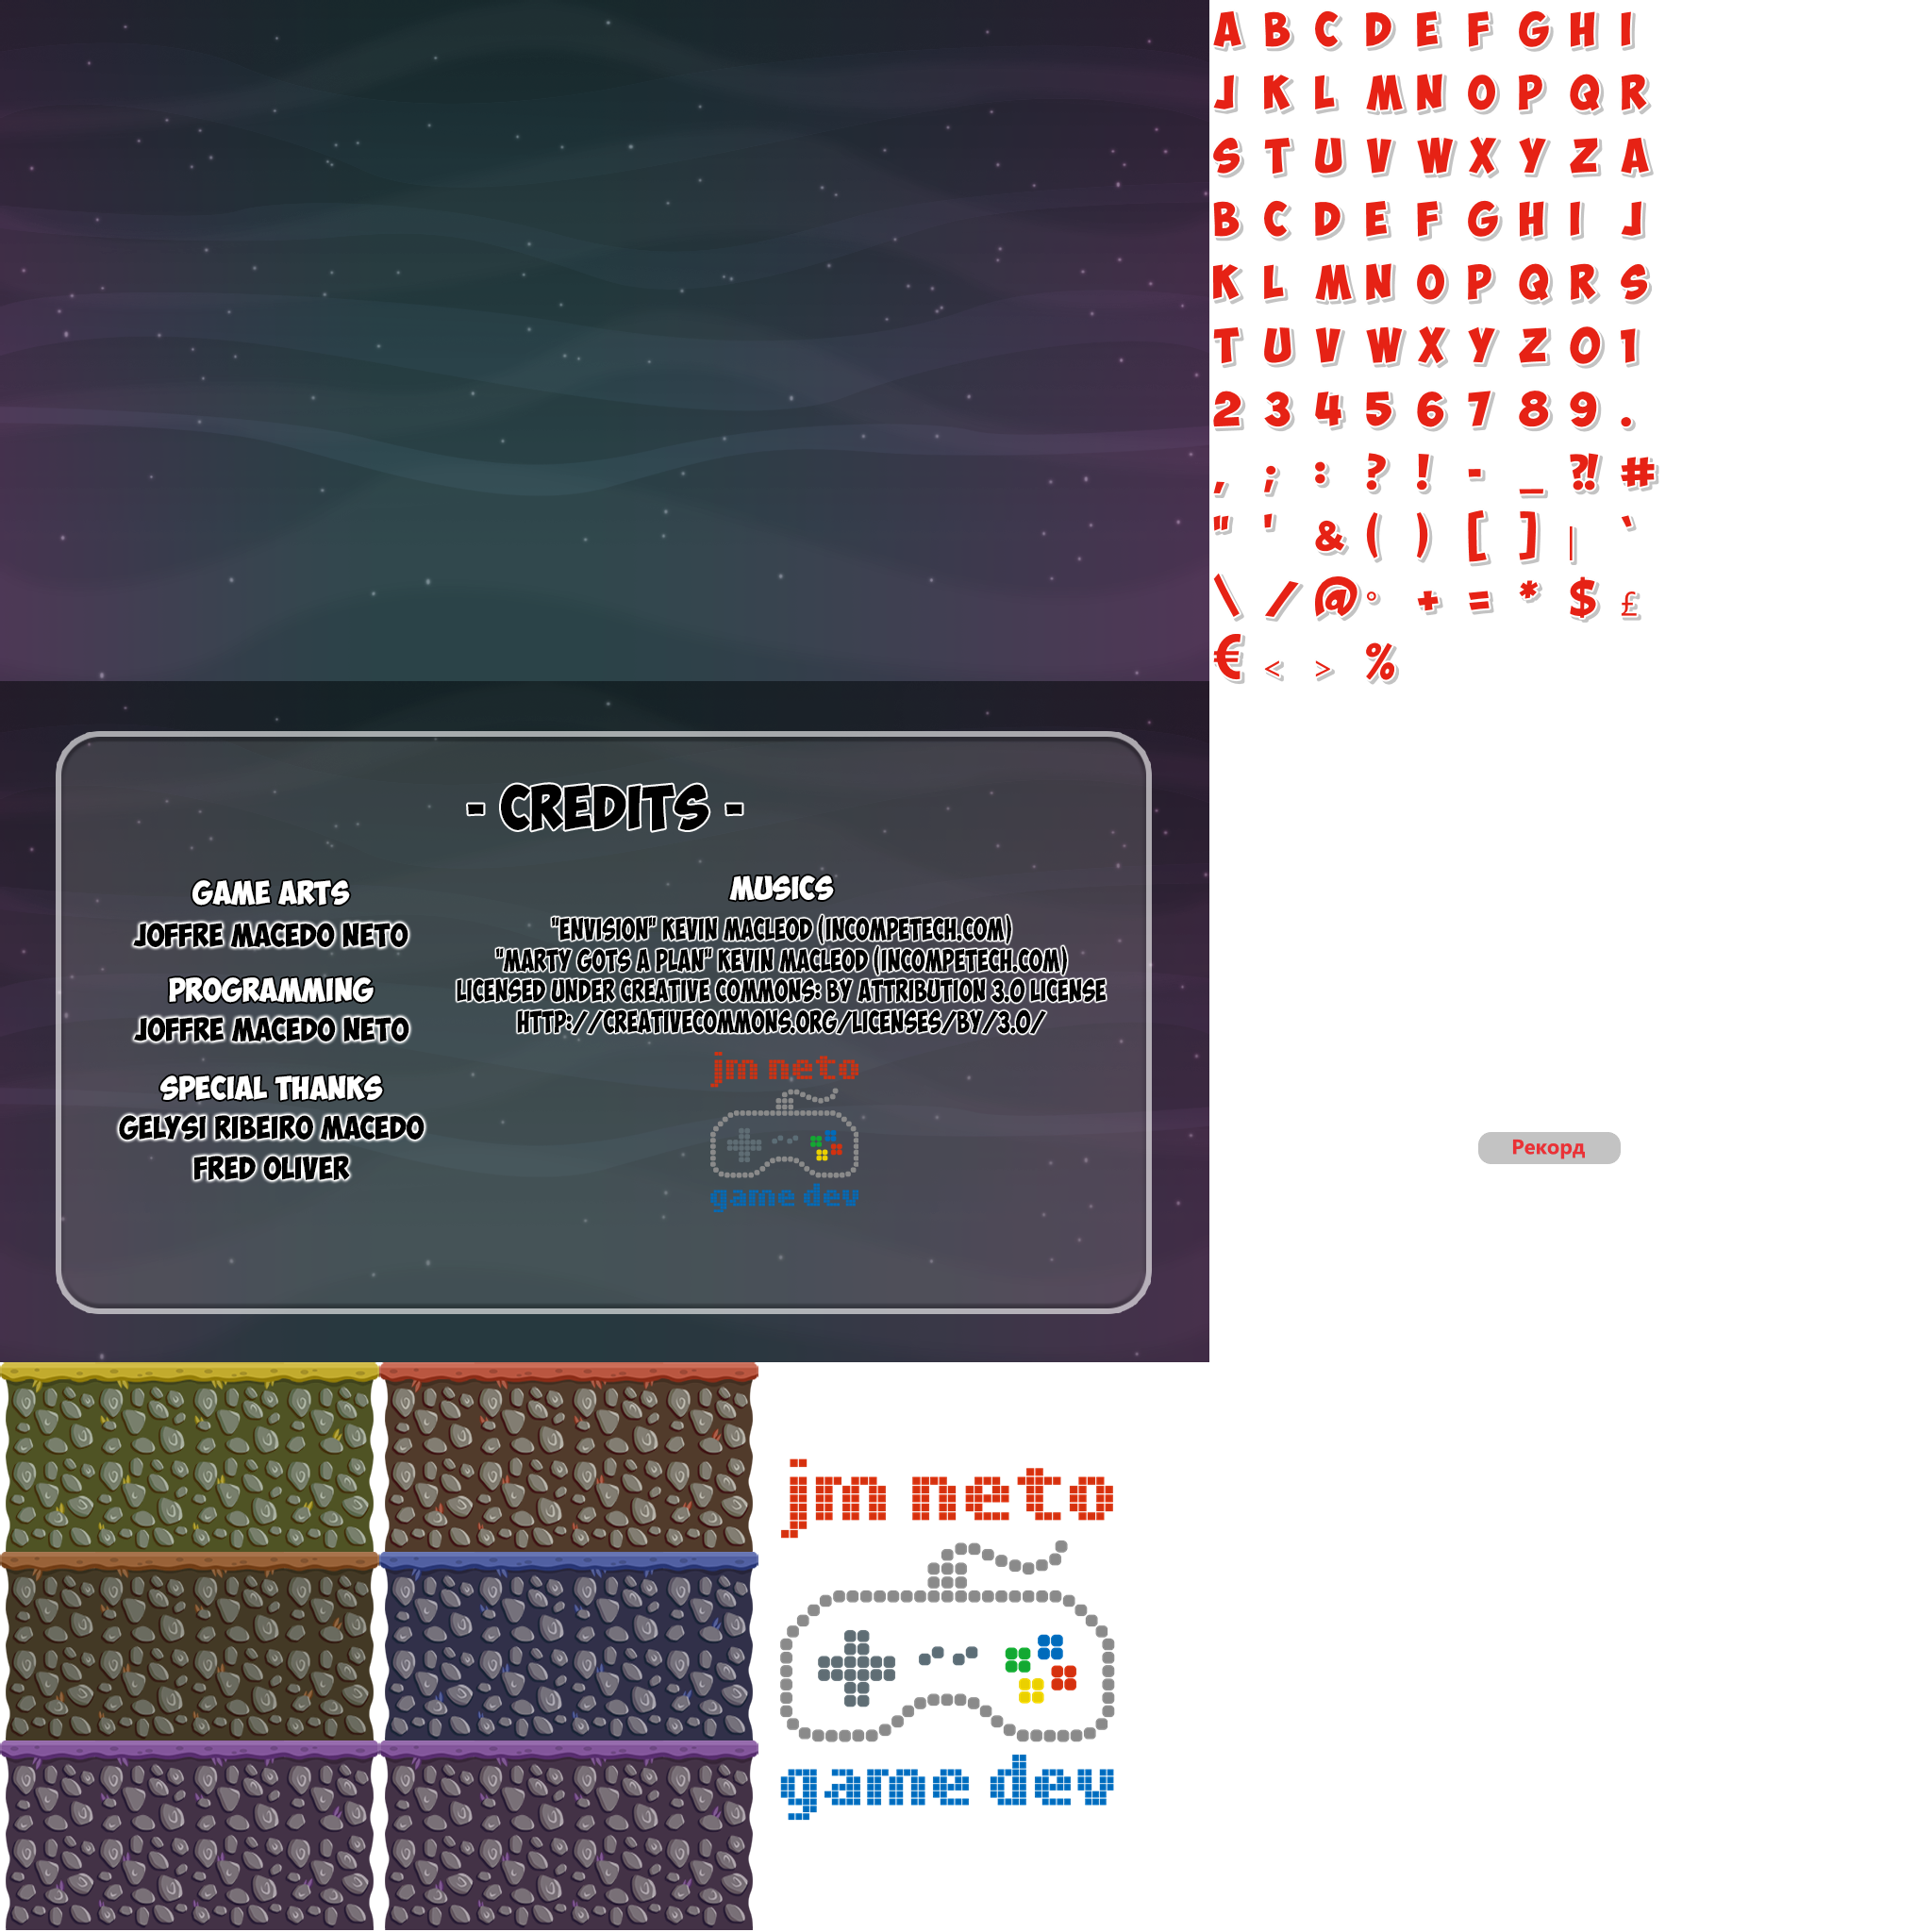 A B C D E F G H I
J K L M N O P Q R
S T U V W X Y Z A
B C D E F G H I J
K L M N O P Q R S
T U V W X Y Z 0 1
2 3 4 5 6 7 8 9 .
, ; : ? ! - _ ⁈ #
" ' & ( ) [ ] | `
\ / @ ° + = * $ £
€ < > %
- CREDITS -
GAME ARTS
JOFFRE MACEDO NETO
PROGRAMMING
JOFFRE MACEDO NETO
SPECIAL THANKS
GELYSI RIBEIRO MACEDO
FRED OLIVER
MUSICS
"ENVISION" KEVIN MACLEOD (INCOMPETECH.COM)
"MARTY GOTS A PLAN" KEVIN MACLEOD (INCOMPETECH.COM)
LICENSED UNDER CREATIVE COMMONS: BY ATTRIBUTION 3.0 LICENSE
HTTP://CREATIVECOMMONS.ORG/LICENSES/BY/3.0/
jm neto
game dev
Рекорд
jm neto
game dev